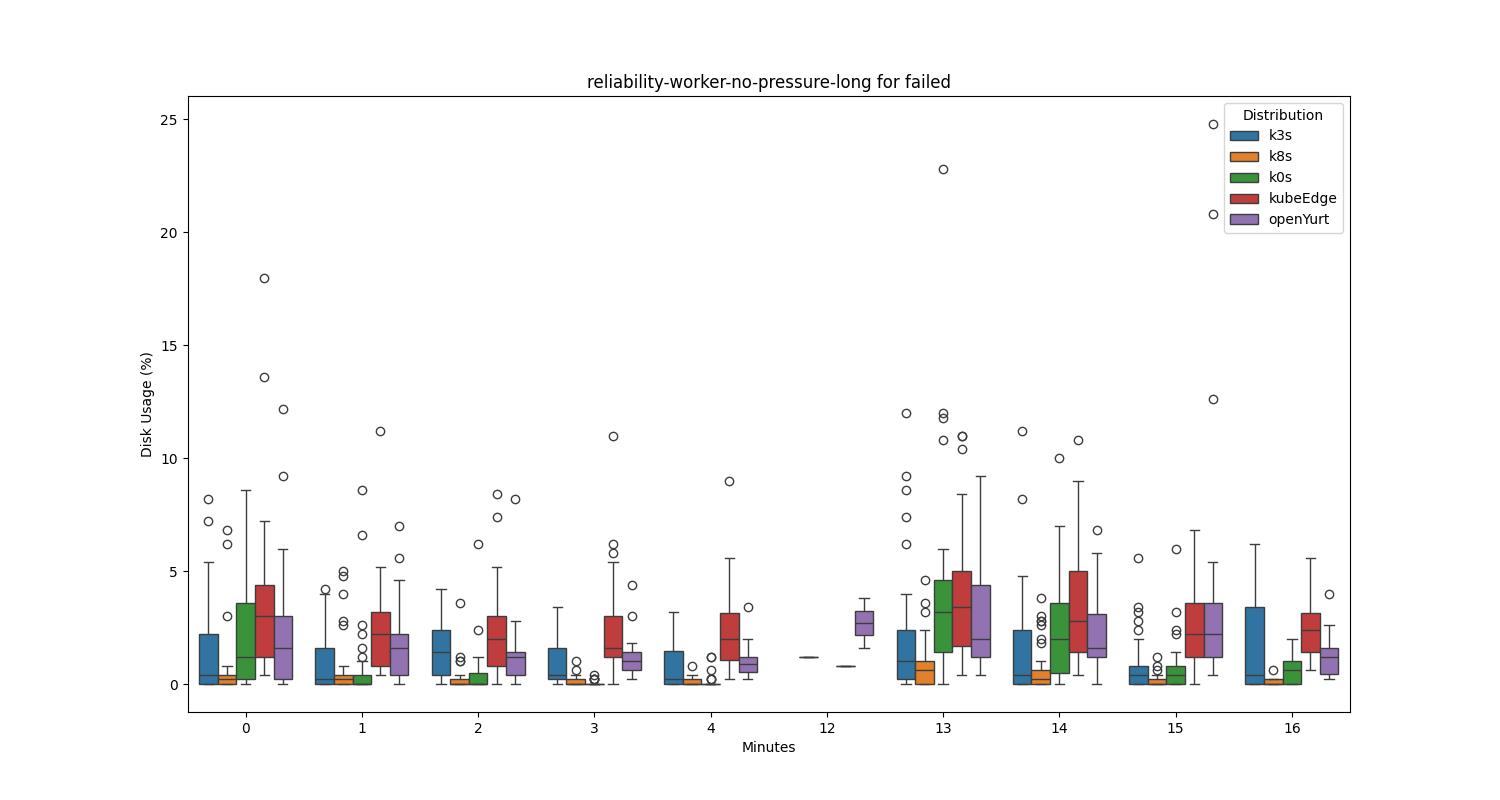 reliability-worker-no-pressure-long for failed
Distribution
k3s
k8s
k0s
kubeEdge
openYurt
Disk Usage (%)
25
20
15
10
5
0
0 1 2 3 4 12 13 14 15 16
Minutes